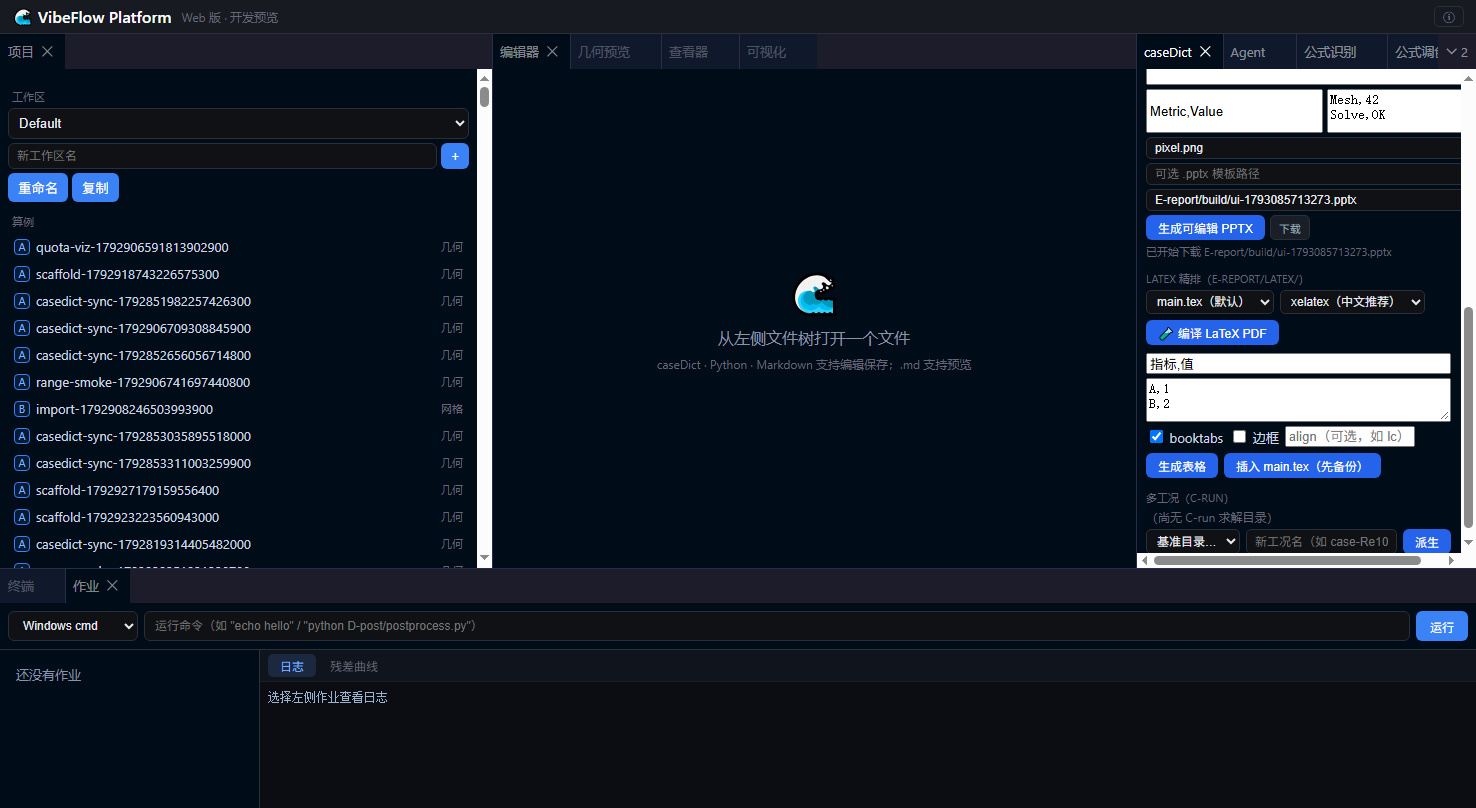 VibeFlow Platform Web 版 · 开发预览
项目
工作区
Default
新工作区名 +
重命名 复制
算例
A quota-viz-1792906591813902900 几何
A scaffold-1792918743226575300 几何
A casedict-sync-1792851982257426300 几何
A casedict-sync-1792906709308845900 几何
A casedict-sync-1792852656056714800 几何
A range-smoke-1792906741697440800 几何
B import-1792908246503993900 网格
A casedict-sync-1792853035895518000 几何
A casedict-sync-1792853311003259900 几何
A scaffold-1792927179159556400 几何
A scaffold-1792923223560943000 几何
A casedict-sync-1792819314405482000 几何
编辑器 几何预览 查看器 可视化
从左侧文件树打开一个文件
caseDict · Python · Markdown 支持编辑保存；.md 支持预览
caseDict Agent 公式识别 公式调 2
Metric,Value
Mesh,42
Solve,OK
pixel.png
可选 .pptx 模板路径
E-report/build/ui-1793085713273.pptx
生成可编辑 PPTX 下载
已开始下载 E-report/build/ui-1793085713273.pptx
LATEX 精排（E-REPORT/LATEX/）
main.tex（默认） xelatex（中文推荐）
编译 LaTeX PDF
指标,值
A,1
B,2
booktabs 边框 align（可选，如 lc）
生成表格 插入 main.tex（先备份）
多工况（C-RUN）
（尚无 C-run 求解目录）
基准目录... 新工况名（如 case-Re10 派生
终端 作业
Windows cmd 运行命令（如 "echo hello" / "python D-post/postprocess.py"） 运行
还没有作业
日志 残差曲线
选择左侧作业查看日志